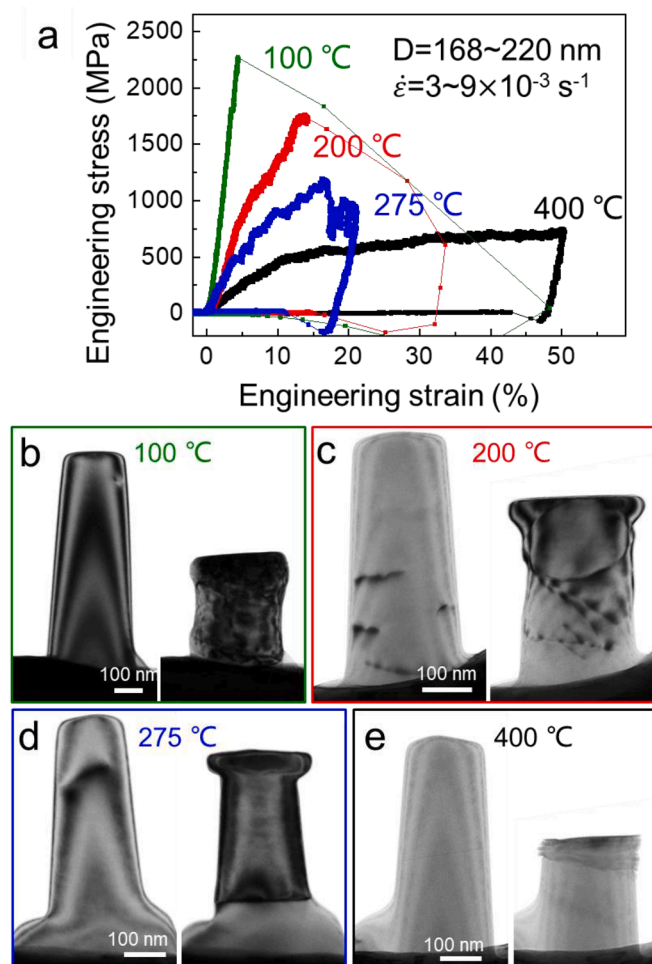 a
2500
2000
1500
1000
500
0
Engineering stress (MPa)
100 ℃
D=168~220 nm
ε̇=3~9×10⁻³ s⁻¹
200 ℃
275 ℃
400 ℃
0 10 20 30 40 50
Engineering strain (%)
b 100 ℃
100 nm
c 200 ℃
100 nm
d 275 ℃
100 nm
e 400 ℃
100 nm